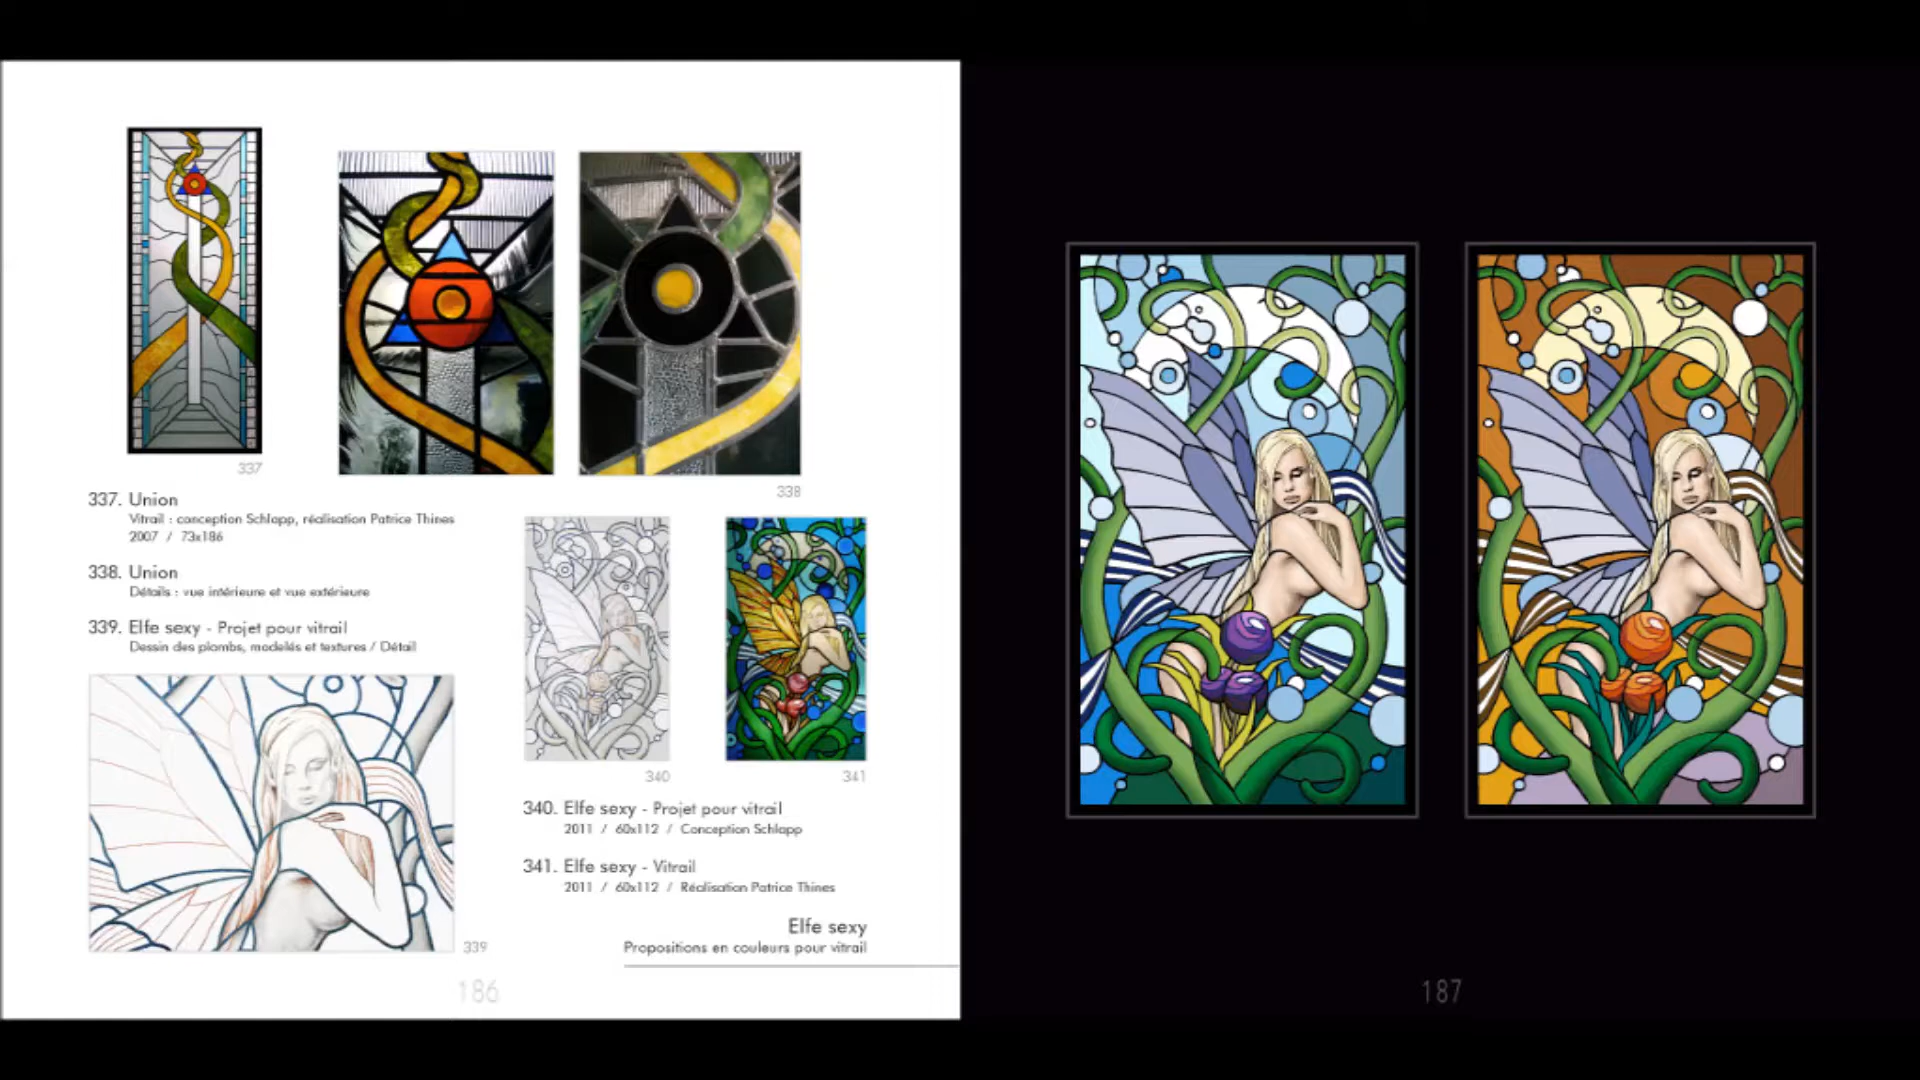 337
338
337. Union
Vitrail : conception Schlapp, réalisation Patrice Thines
2007 / 73x186
338. Union
Détails : vue intérieure et vue extérieure
339. Elfe sexy - Projet pour vitrail
Dessin des plombs, modelés et textures / Détail
339
340
341
340. Elfe sexy - Projet pour vitrail
2011 / 60x112 / Conception Schlapp
341. Elfe sexy - Vitrail
2011 / 60x112 / Réalisation Patrice Thines
Elfe sexy
Propositions en couleurs pour vitrail
186
187